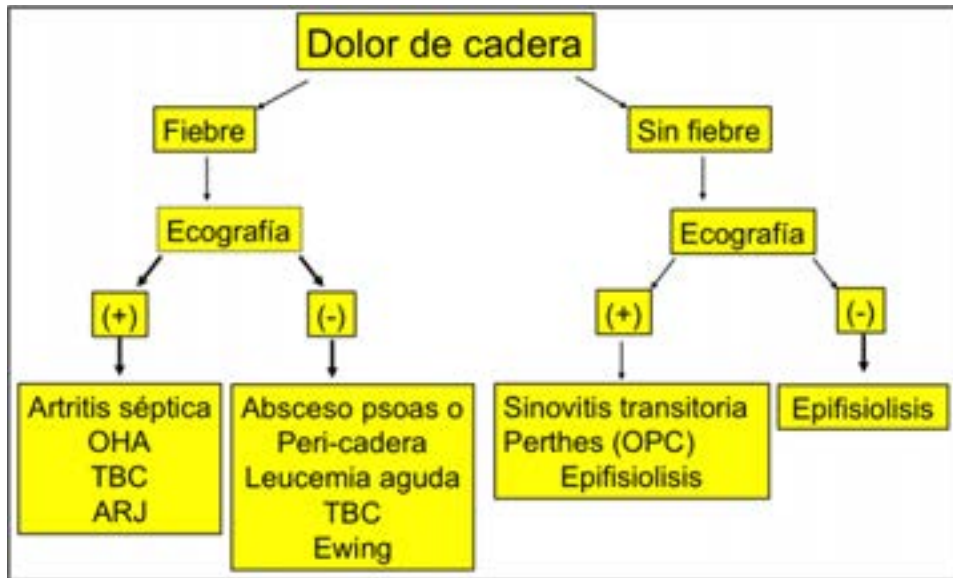 Dolor de cadera
Fiebre
Sin fiebre
Ecografía
Ecografía
(+)
(-)
(+)
(-)
Artritis séptica
OHA
TBC
ARJ
Absceso psoas o
Peri-cadera
Leucemia aguda
TBC
Ewing
Sinovitis transitoria
Perthes (OPC)
Epifisiolisis
Epifisiolisis